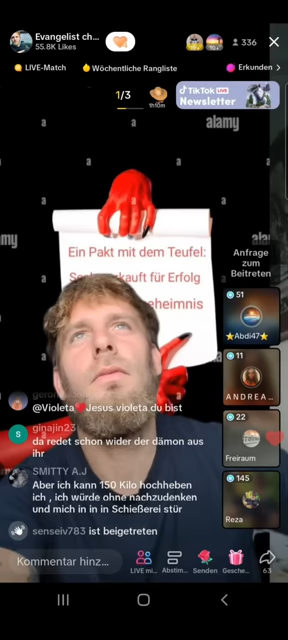 Evangelist ch...
55.8K Likes
336
LIVE-Match
Wöchentliche Rangliste
Erkunden >
1/3
1h10m
TikTok LIVE
Newsletter
alamy
a
Ein Pakt mit dem Teufel:
für Erfolg
Anfrage
zum
Beitreten
51
⭐Abdi47⭐
11
ANDREA...
22
Freiraum
145
Reza
@Violeta❤️Jesus violeta du bist
ginajin23
da redet schon wider der dämon aus
ihr
SMITTY A.J
Aber ich kann 150 Kilo hochheben
ich , ich würde ohne nachzudenken
und mich in in in Schießerei stür
senseiv783 ist beigetreten
Kommentar hinz...
LIVE mi...
Abstim...
Senden
Gesche...
63